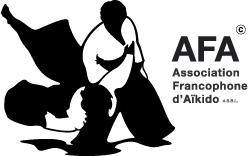 ©
AFA
Association
Francophone
d'Aïkido A.S.B.L.